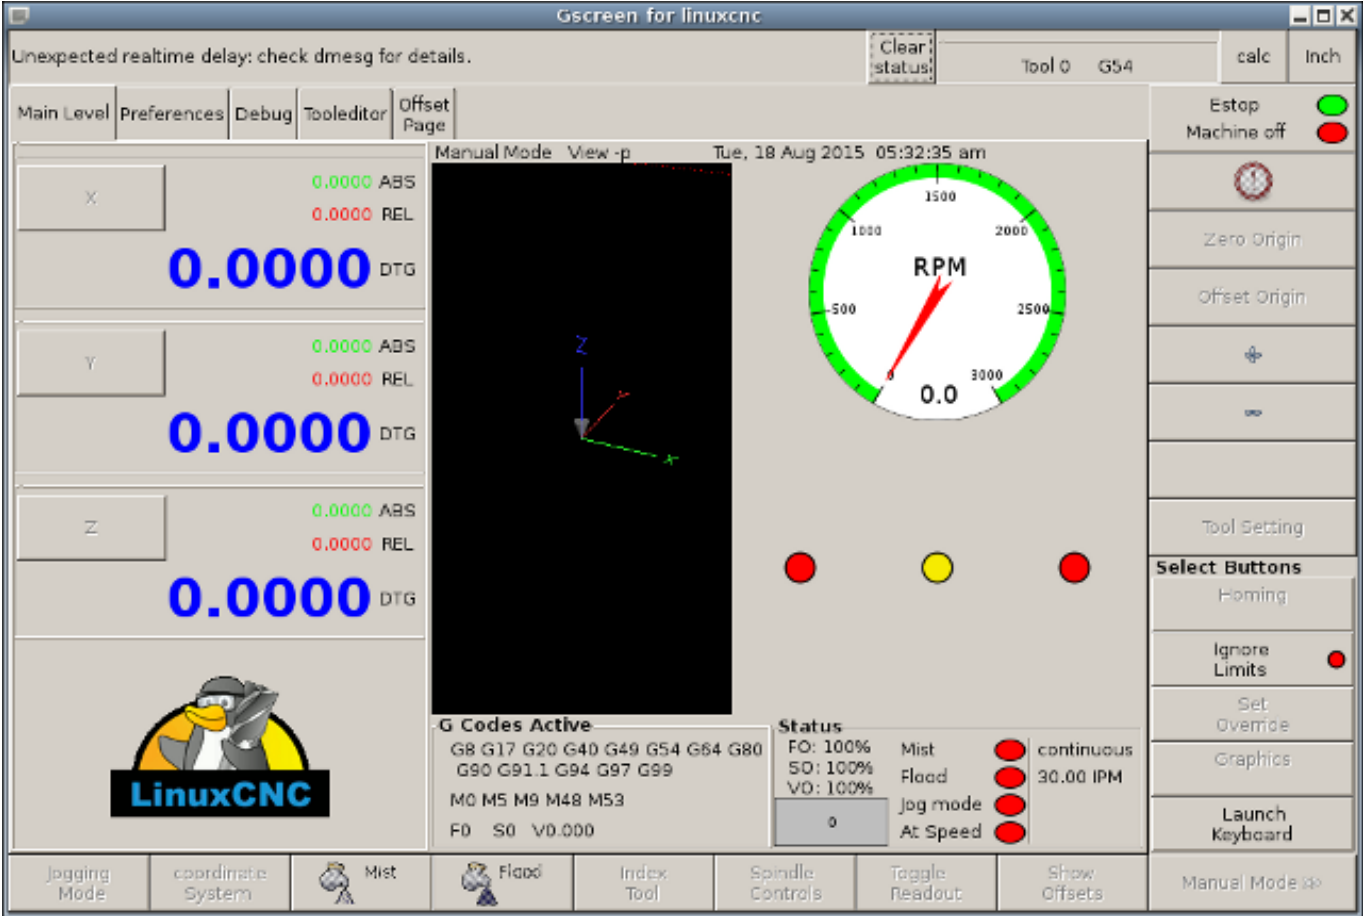 Gscreen for linuxcnc
Unexpected realtime delay: check dmesg for details.
Clear
status
Tool 0 G54
calc
Inch
Main Level
Preferences
Debug
Tooleditor
Offset
Page
Estop
Machine off
Manual Mode View -p Tue, 18 Aug 2015 05:32:35 am
X
0.0000 ABS
0.0000 REL
0.0000 DTG
Y
0.0000 ABS
0.0000 REL
0.0000 DTG
Z
0.0000 ABS
0.0000 REL
0.0000 DTG
LinuxCNC
Z
Y
X
1500
1000
2000
RPM
500
2500
0
3000
0.0
Zero Origin
Offset Origin
Tool Setting
Select Buttons
Homing
Ignore
Limits
Set
Override
Graphics
Launch
Keyboard
G Codes Active
G8 G17 G20 G40 G49 G54 G64 G80
G90 G91.1 G94 G97 G99
M0 M5 M9 M48 M53
F0 S0 V0.000
Status
FO: 100%
SO: 100%
VO: 100%
0
Mist
Flood
Jog mode
At Speed
continuous
30.00 IPM
Jogging
Mode
coordinate
System
Mist
Flood
Index
Tool
Spindle
Controls
Toggle
Readout
Show
Offsets
Manual Mode >>